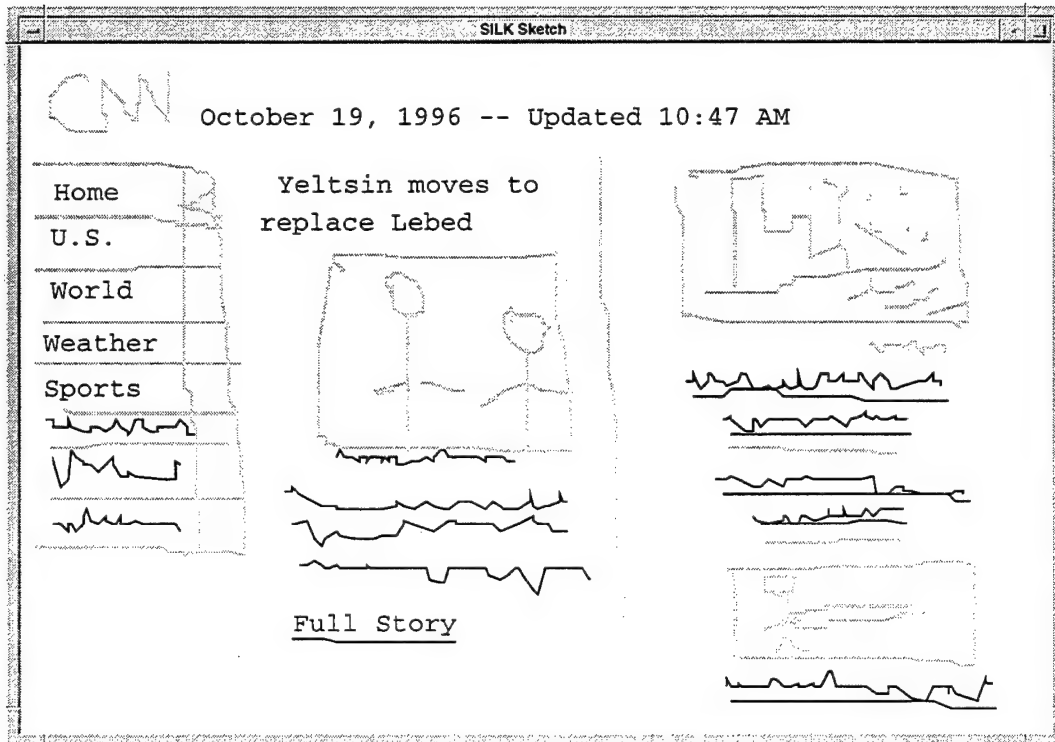 SILK Sketch
CNN
October 19, 1996 -- Updated 10:47 AM
Home
U.S.
World
Weather
Sports
Yeltsin moves to
replace Lebed
Full Story